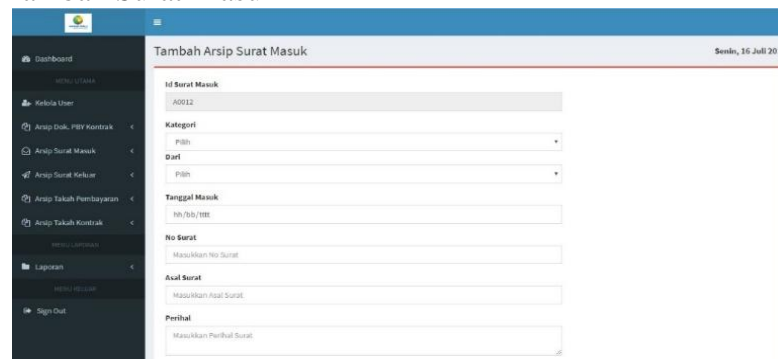 Tambah Arsip Surat Masuk
Senin, 16 Juli 20
Dashboard
MENU UTAMA
Kelola User
Arsip Dok. PBY Kontrak
Arsip Surat Masuk
Arsip Surat Keluar
Arsip Takah Pembayaran
Arsip Takah Kontrak
MENU LAPORAN
Laporan
MENU KELUAR
Sign Out
Id Surat Masuk
A0012
Kategori
Pilih
Dari
Pilih
Tanggal Masuk
hh/bb/tttt
No Surat
Masukkan No Surat
Asal Surat
Masukkan Asal Surat
Perihal
Masukkan Perihal Surat